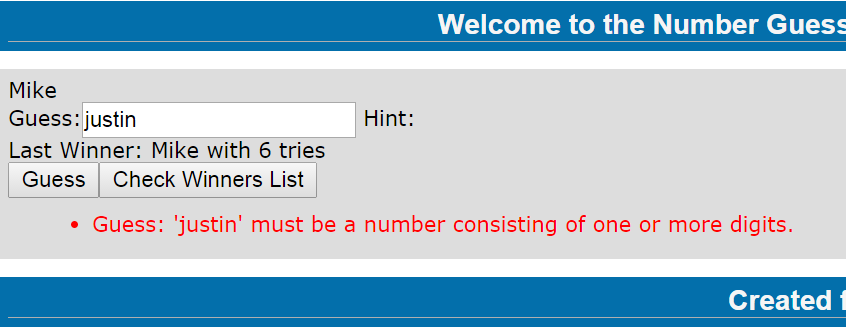 Welcome to the Number Guess
Mike
Guess: justin Hint:
Last Winner: Mike with 6 tries
Guess Check Winners List
• Guess: 'justin' must be a number consisting of one or more digits.
Created f